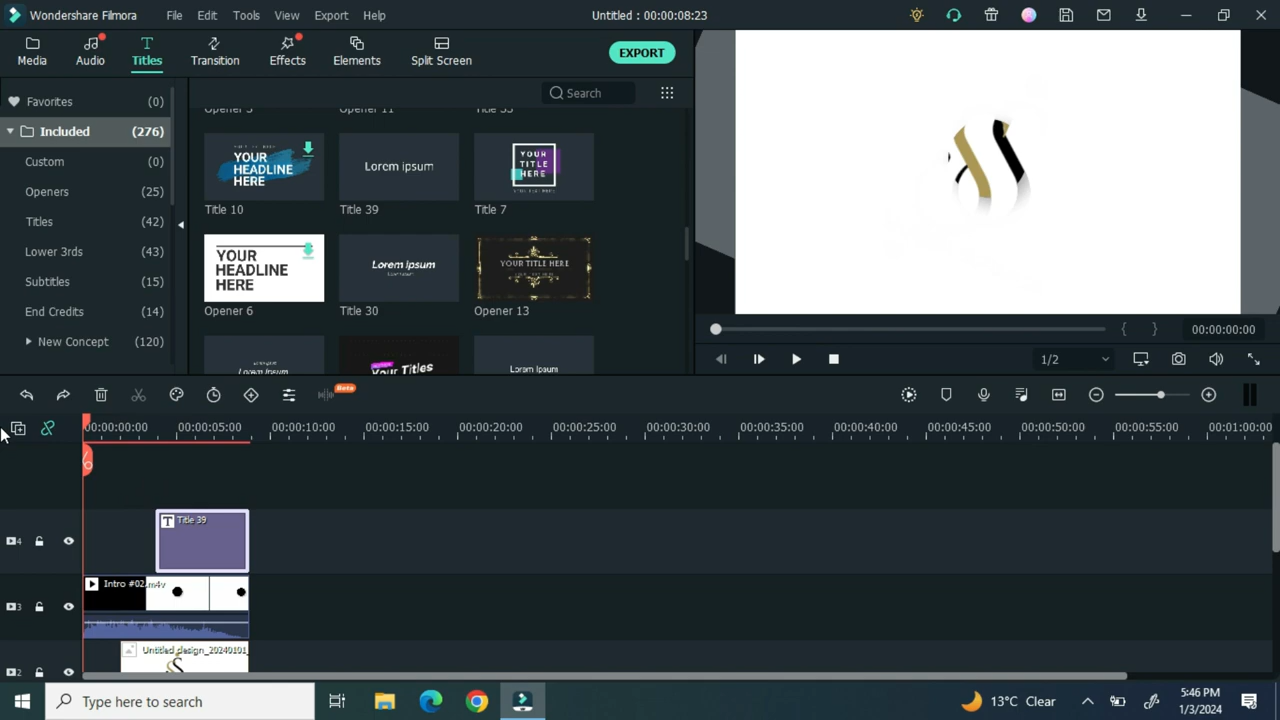 Wondershare Filmora
File
Edit
Tools
View
Export
Help
Untitled : 00:00:08:23
Media
Audio
Titles
Transition
Effects
Elements
Split Screen
EXPORT
Favorites (0)
Search
Included (276)
Custom (0)
Openers (25)
Titles (42)
Lower 3rds (43)
Subtitles (15)
End Credits (14)
New Concept (120)
YOUR
HEADLINE
HERE
Lorem ipsum
YOUR
TITLE
HERE
Title 10
Title 39
Title 7
YOUR
HEADLINE
HERE
Lorem ipsum
YOUR TITLE HERE
Opener 6
Title 30
Opener 13
Your Titles
Lorem Ipsum
00:00:00:00
1/2
Beta
00:00:00:00 00:00:05:00 00:00:10:00 00:00:15:00 00:00:20:00 00:00:25:00 00:00:30:00 00:00:35:00 00:00:40:00 00:00:45:00 00:00:50:00 00:00:55:00 00:01:00:00
4
T Title 39
3
Intro #02.m4v
2
Untitled design_20240101_
S
Type here to search
13°C Clear
5:46 PM
1/3/2024